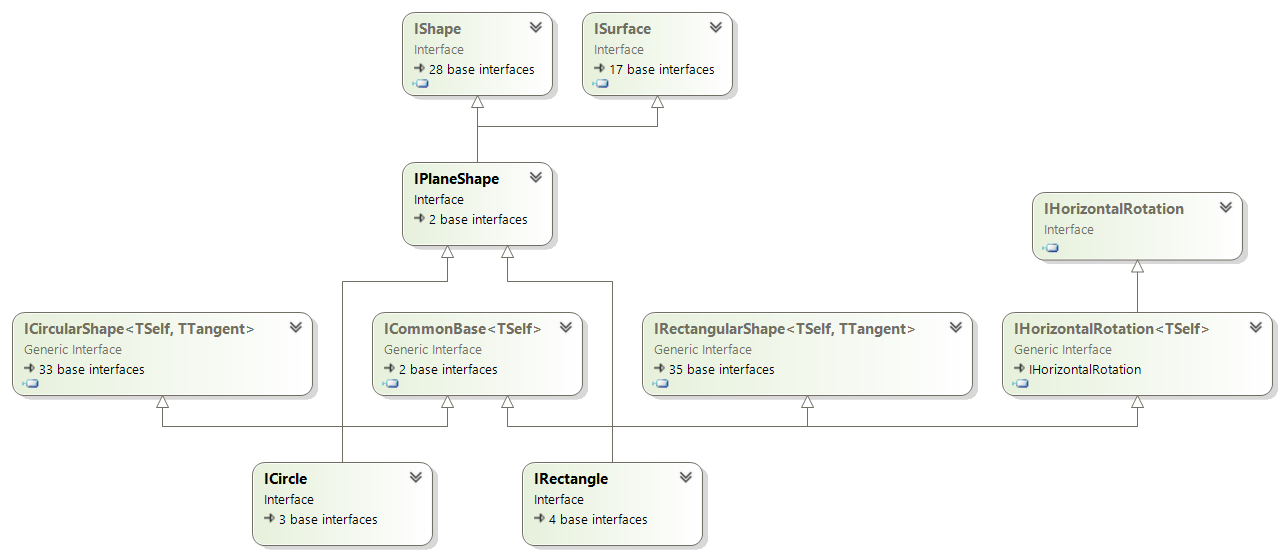 IShape
Interface
28 base interfaces
ISurface
Interface
17 base interfaces
IPlaneShape
Interface
2 base interfaces
IHorizontalRotation
Interface
ICircularShape<TSelf, TTangent>
Generic Interface
33 base interfaces
ICommonBase<TSelf>
Generic Interface
2 base interfaces
IRectangularShape<TSelf, TTangent>
Generic Interface
35 base interfaces
IHorizontalRotation<TSelf>
Generic Interface
IHorizontalRotation
ICircle
Interface
3 base interfaces
IRectangle
Interface
4 base interfaces